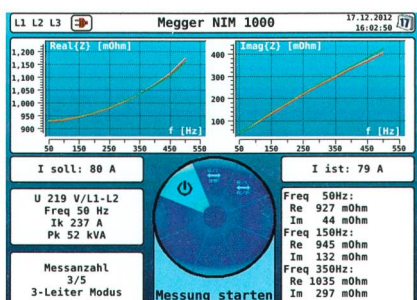 L1 L2 L3
Megger NIM 1000
17.12.2012
16:02:50
Real{Z} [mOhm]
1,200
1,150
1,100
1,050
1,000
950
900
f [Hz]
50 150 250 350 450 550
Imag{Z} [mOhm]
400
300
200
100
f [Hz]
50 150 250 350 450 550
I soll: 80 A
I ist: 79 A
U 219 V/L1-L2
Freq 50 Hz
Ik 237 A
Pk 52 kVA
Messanzahl
3/5
3-Leiter Modus
Messung starten
Freq 50Hz:
Re 927 mOhm
Im 44 mOhm
Freq 150Hz:
Re 945 mOhm
Im 132 mOhm
Freq 350Hz:
Re 1035 mOhm
Im 297 mOhm